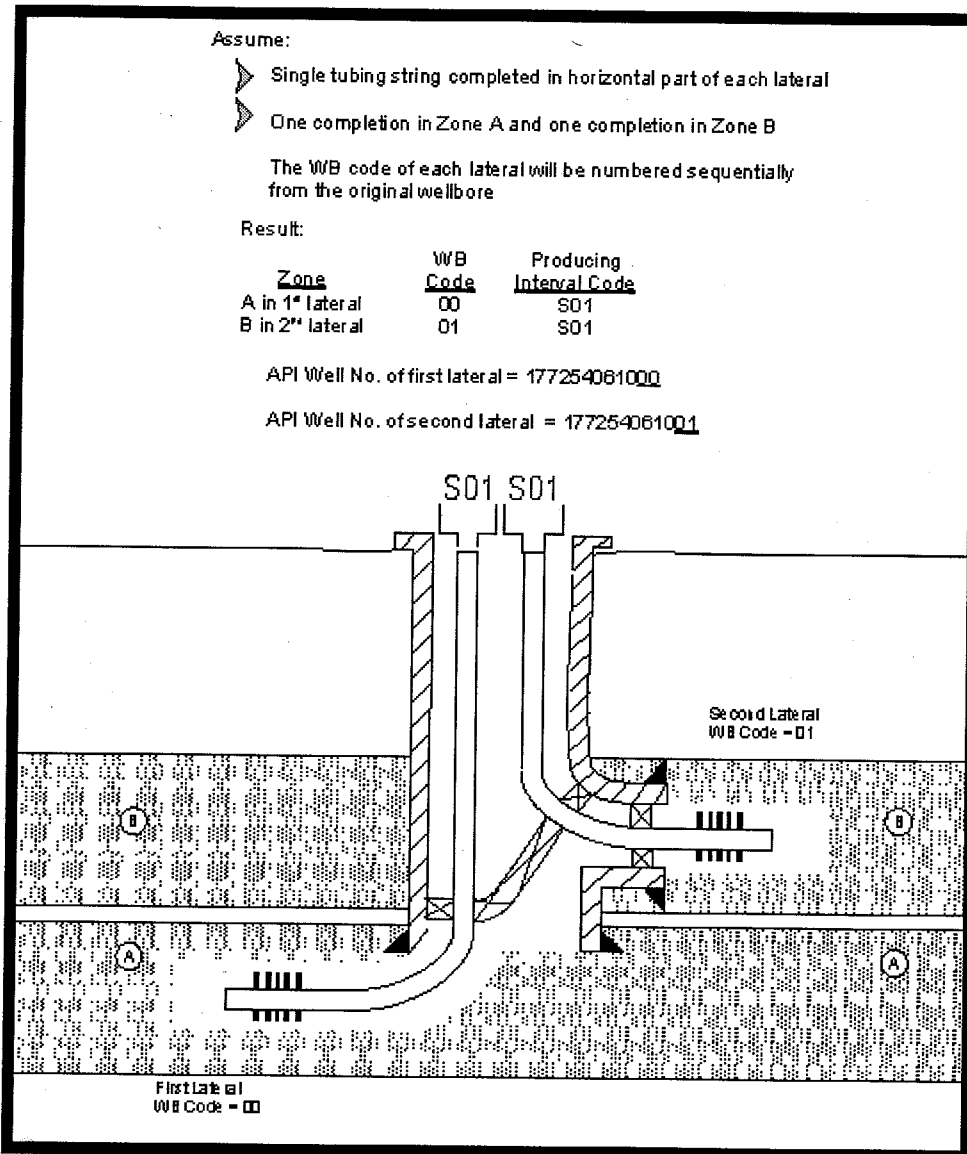 Assume:
Single tubing string completed in horizontal part of each lateral
One completion in Zone A and one completion in Zone B
The WB code of each lateral will be numbered sequentially
from the original wellbore
Result:
WB Producing
Zone Code Interval Code
A in 1st lateral 00 S01
B in 2nd lateral 01 S01
API Well No. of first lateral = 177254061000
API Well No. of second lateral = 177254061001
S01 S01
Second Lateral
WB Code = 01
B B
A A
First Lateral
WB Code = 00